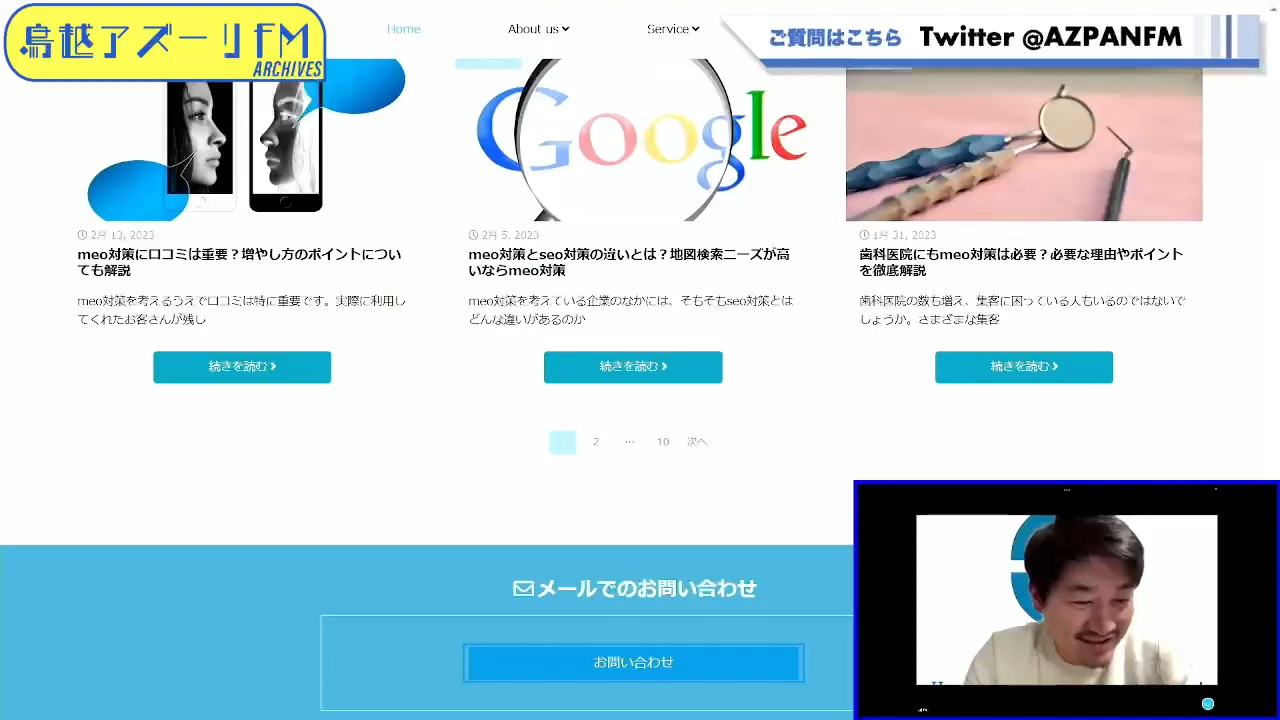 鳥越アズーリFM
ARCHIVES
Home
About us
Service
ご質問はこちら Twitter @AZPANFM
Google
2月 13, 2023
meo対策に口コミは重要？増やし方のポイントについ
ても解説
meo対策を考えるうえで口コミは特に重要です。実際に利用し
てくれたお客さんが残し
続きを読む
2月 5, 2023
meo対策とseo対策の違いとは？地図検索ニーズが高
いならmeo対策
meo対策を考えている企業のなかには、そもそもseo対策とは
どんな違いがあるのか
続きを読む
1月 31, 2023
歯科医院にもmeo対策は必要？必要な理由やポイント
を徹底解説
歯科医院の数も増え、集客に困っている人もいるのではないで
しょうか。さまざまな集客
続きを読む
2 … 10 次へ
メールでのお問い合わせ
お問い合わせ